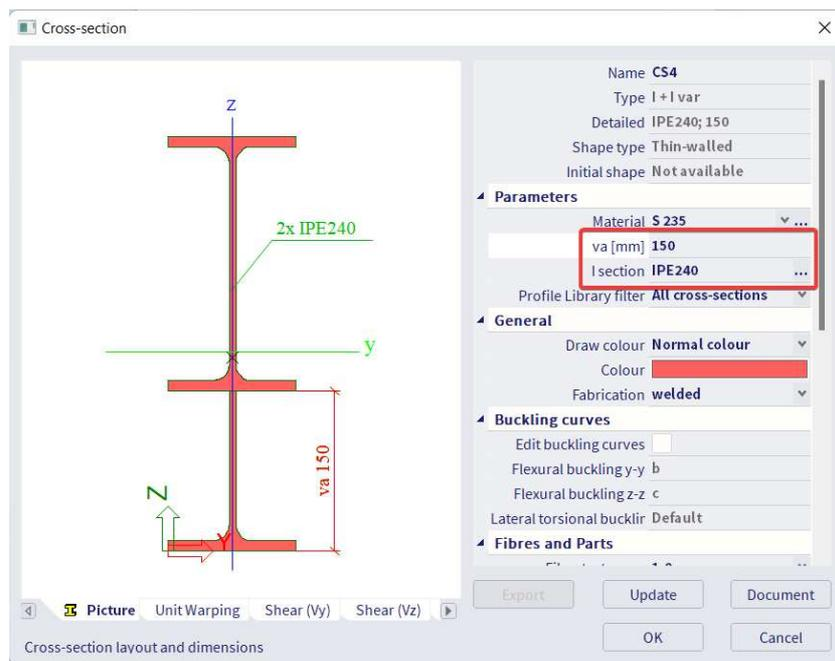 Cross-section
z
2x IPE240
y
va 150
Z
Y
Picture
Unit Warping
Shear (Vy)
Shear (Vz)
Cross-section layout and dimensions
Name CS4
Type I + I var
Detailed IPE240; 150
Shape type Thin-walled
Initial shape Not available
Parameters
Material S 235
va [mm] 150
I section IPE240
Profile Library filter All cross-sections
General
Draw colour Normal colour
Colour
Fabrication welded
Buckling curves
Edit buckling curves
Flexural buckling y-y b
Flexural buckling z-z c
Lateral torsional bucklir Default
Fibres and Parts
Export
Update
Document
OK
Cancel